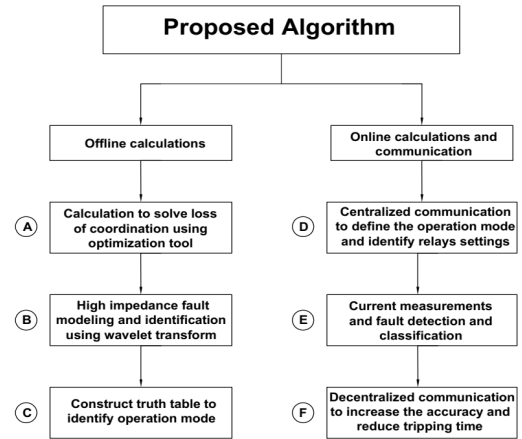 Proposed Algorithm
Offline calculations
Online calculations and
communication
A
Calculation to solve loss
of coordination using
optimization tool
D
Centralized communication
to define the operation mode
and identify relays settings
B
High impedance fault
modeling and identification
using wavelet transform
E
Current measurements
and fault detection and
classification
C
Construct truth table to
identify operation mode
F
Decentralized communication
to increase the accuracy and
reduce tripping time